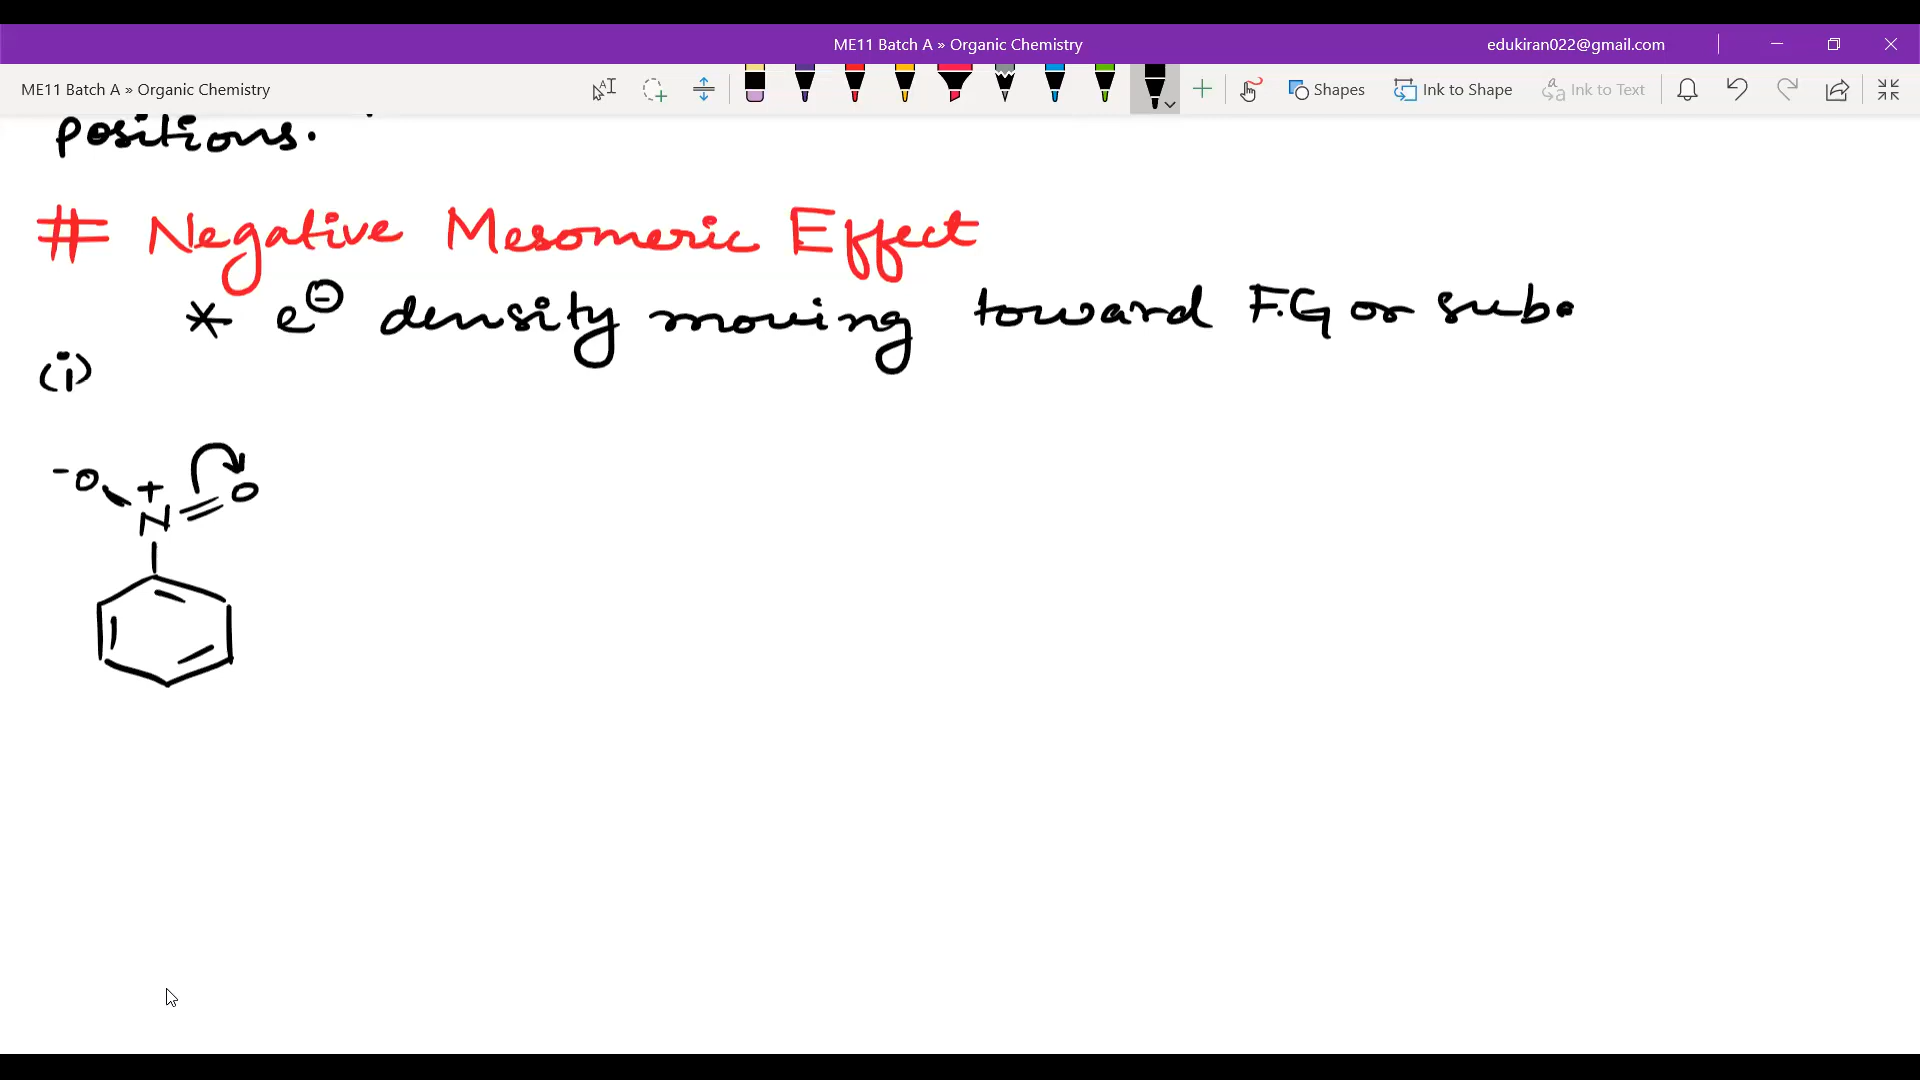 ME11 Batch A » Organic Chemistry
edukiran022@gmail.com
ME11 Batch A » Organic Chemistry
Shapes
Ink to Shape
Ink to Text
positions.
# Negative Mesomeric Effect
* e⊖ density moving toward F.G or subs
(i)
-O + O
N